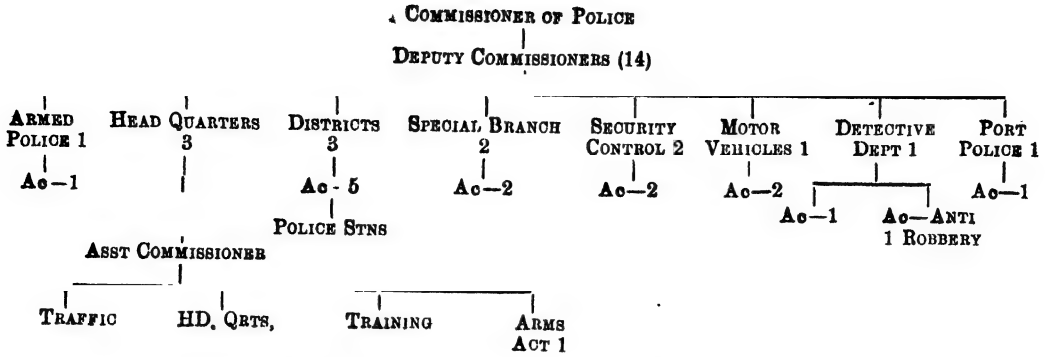 COMMISSIONER OF POLICE
DEPUTY COMMISSIONERS (14)
ARMED HEAD QUARTERS DISTRICTS SPECIAL BRANCH SECURITY MOTOR DETECTIVE PORT
POLICE 1 3 3 2 CONTROL 2 VEHICLES 1 DEPT 1 POLICE 1
Ac—1 Ac - 5 Ac—2 Ac—2 Ac—2 Ac—1
Ac—1 Ac—ANTI
POLICE STNS 1 ROBBERY
ASST COMMISSIONER
TRAFFIC HD. QRTS, TRAINING ARMS
ACT 1